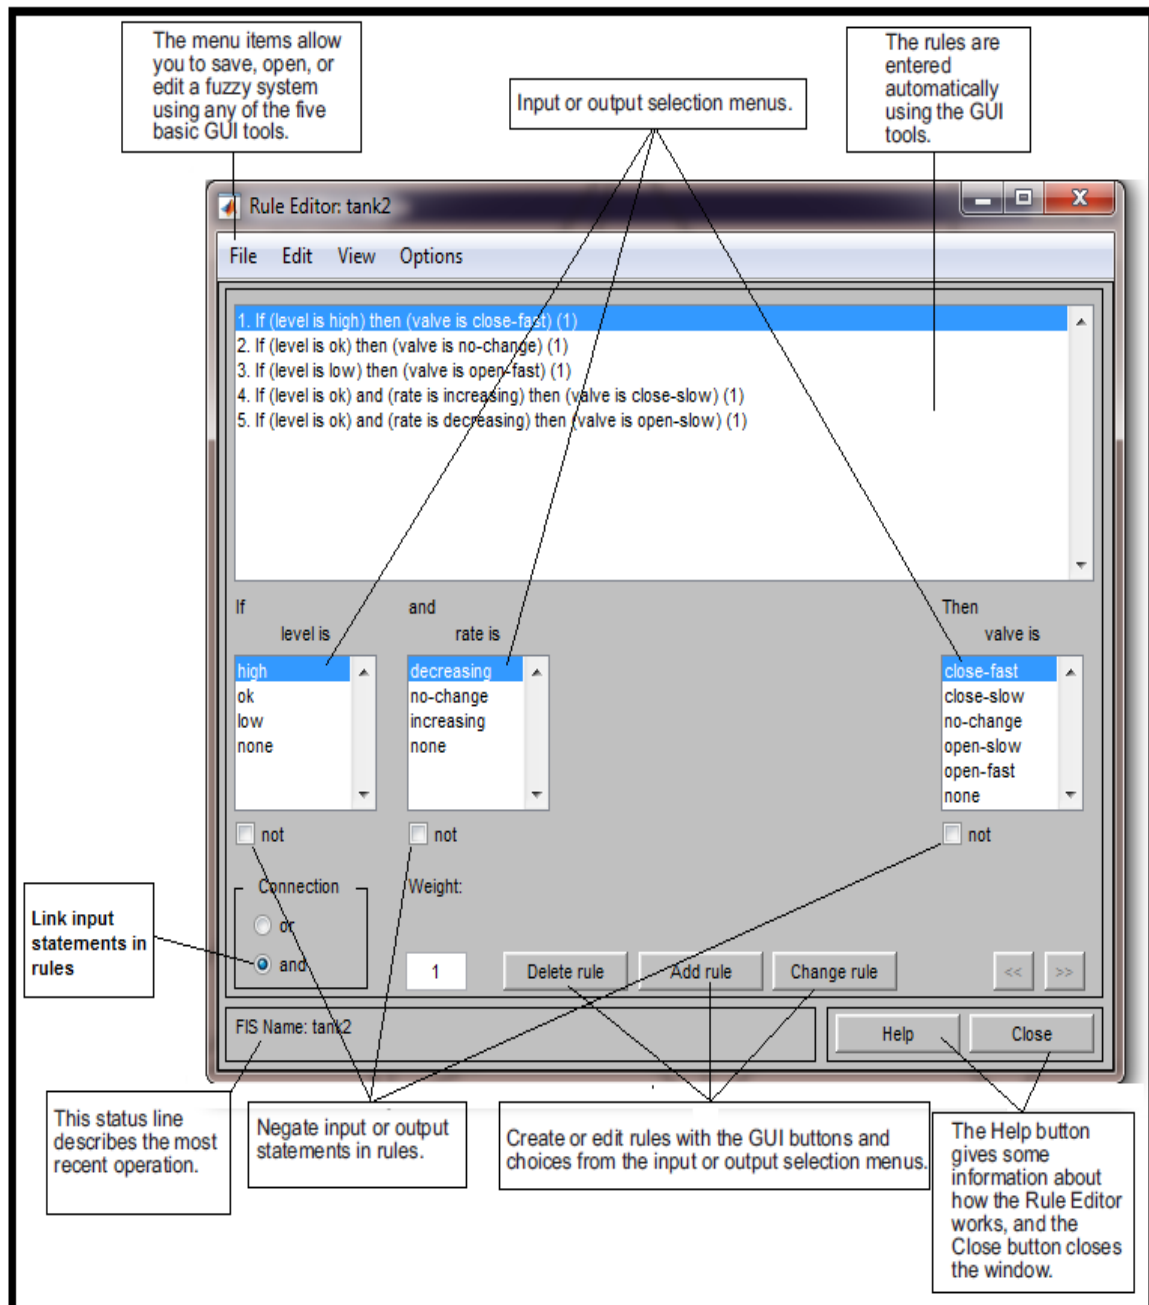 The menu items allow
you to save, open, or
edit a fuzzy system
using any of the five
basic GUI tools.
Input or output selection menus.
The rules are
entered
automatically
using the GUI
tools.
Rule Editor: tank2
File Edit View Options
1. If (level is high) then (valve is close-fast) (1)
2. If (level is ok) then (valve is no-change) (1)
3. If (level is low) then (valve is open-fast) (1)
4. If (level is ok) and (rate is increasing) then (valve is close-slow) (1)
5. If (level is ok) and (rate is decreasing) then (valve is open-slow) (1)
If
level is
high
ok
low
none
not
and
rate is
decreasing
no-change
increasing
none
not
Then
valve is
close-fast
close-slow
no-change
open-slow
open-fast
none
not
Connection
or
and
Weight:
1
Delete rule
Add rule
Change rule
<<
>>
Link input
statements in
rules
FIS Name: tank2
Help
Close
This status line
describes the most
recent operation.
Negate input or output
statements in rules.
Create or edit rules with the GUI buttons and
choices from the input or output selection menus.
The Help button
gives some
information about
how the Rule Editor
works, and the
Close button closes
the window.